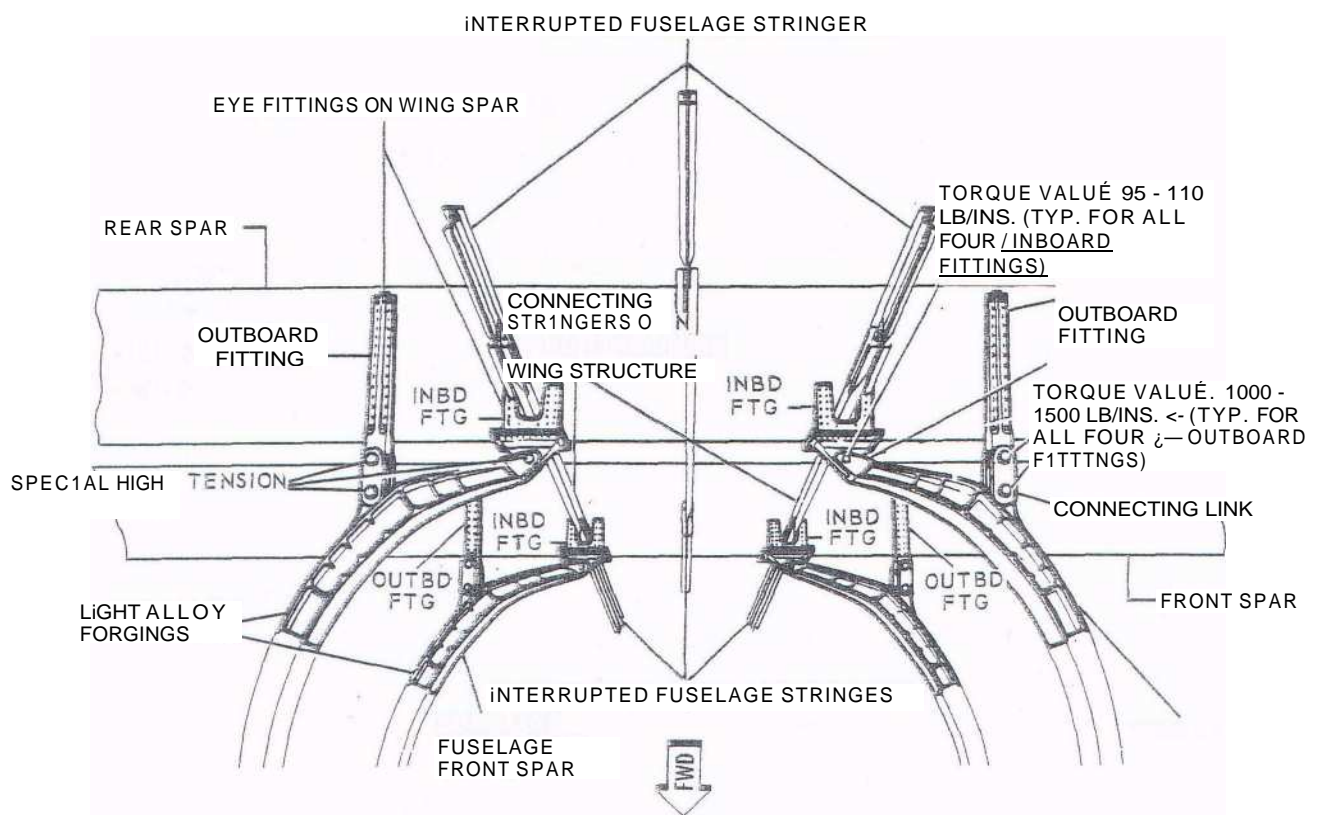 iNTERRUPTED FUSELAGE STRINGER
EYE FITTINGS ON WING SPAR
TORQUE VALUÉ 95 - 110
LB/INS. (TYP. FOR ALL
FOUR / INBOARD
FITTINGS)
REAR SPAR
CONNECTING
STR1NGERS O N
OUTBOARD
FITTING
OUTBOARD
FITTING
WING STRUCTURE
INBD
FTG
INBD
FTG
TORQUE VALUÉ. 1000 -
1500 LB/INS. <- (TYP. FOR
ALL FOUR ¿— OUTBOARD
F1TTTNGS)
SPEC1AL HIGH TENSION
CONNECTING LINK
INBD
FTG
INBD
FTG
OUTBD
FTG
OUTBD
FTG
FRONT SPAR
LiGHT ALLOY
FORGINGS
iNTERRUPTED FUSELAGE STRINGES
FUSELAGE
FRONT SPAR
FWD